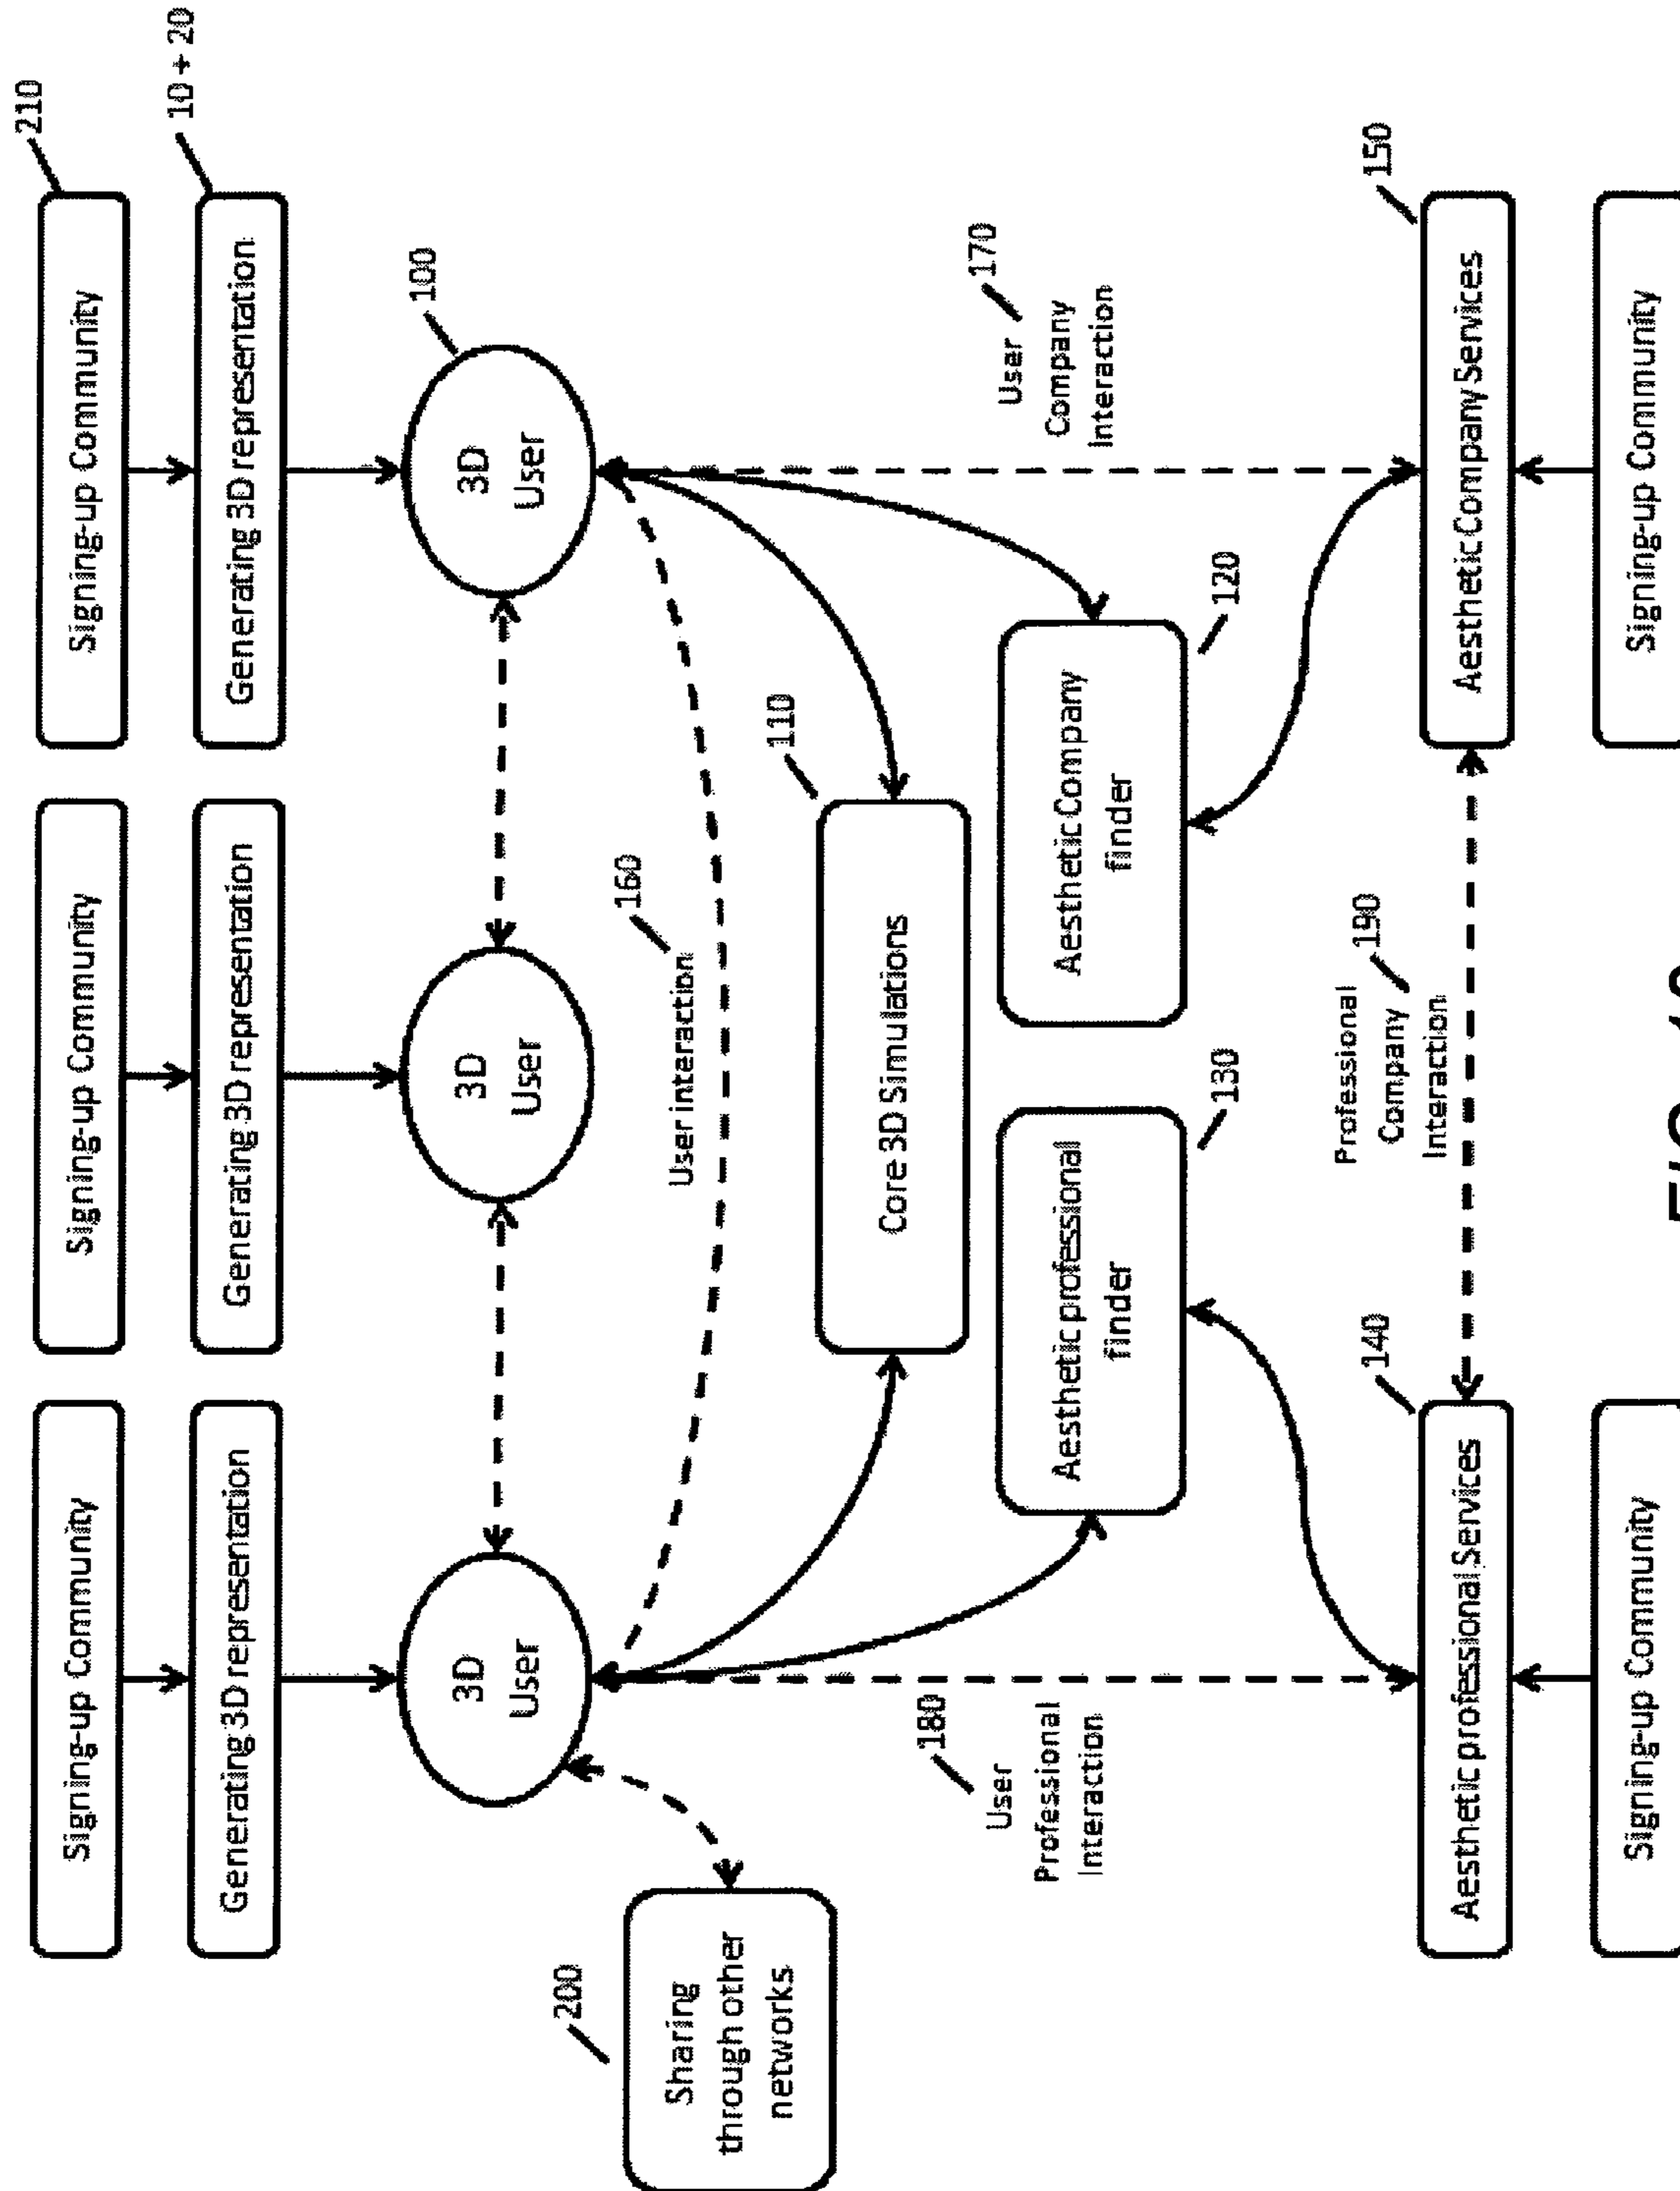 210
Signing-up Community
Signing-up Community
Signing-up Community
10 + 20
Generating 3D representation
Generating 3D representation
Generating 3D representation
100
3D
User
3D
User
3D
User
200
Sharing
through other
networks
160
User interaction
110
Core 3D Simulations
180
User
Professional
Interaction
170
User
Company
Interaction
Aesthetic professional
finder
130
Aesthetic Company
finder
120
140
Aesthetic professional Services
Professional
Company
Interaction
190
150
Aesthetic Company Services
Signing-up Community
Signing-up Community